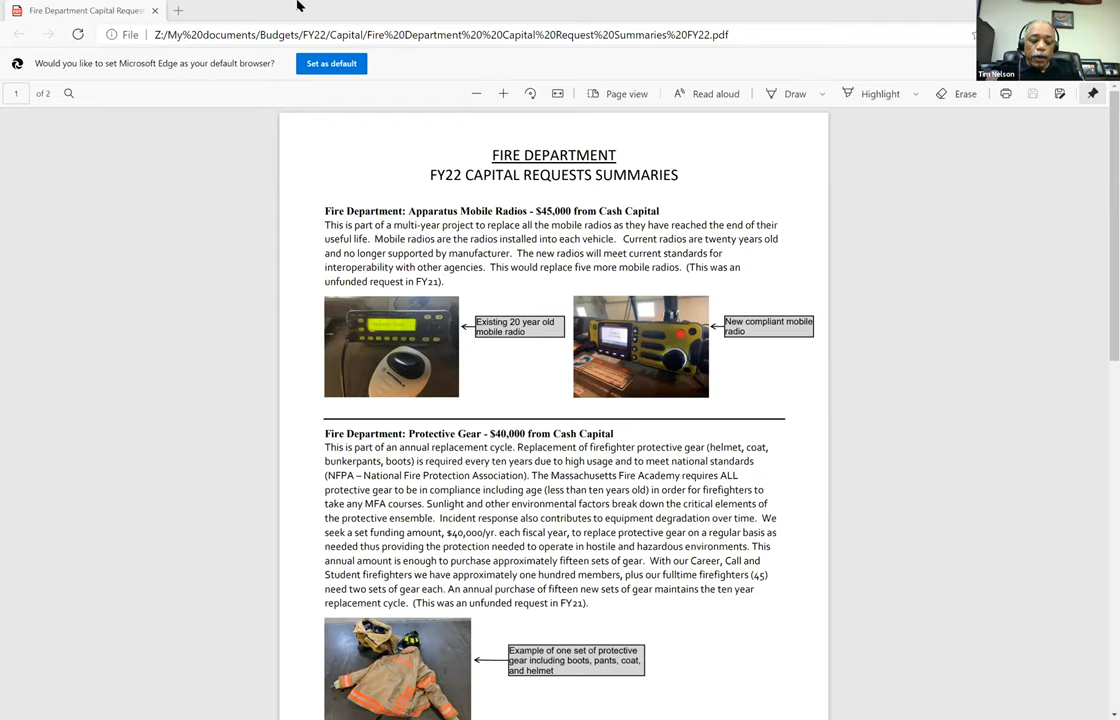 Fire Department Capital Reques
File
Z:/My%20documents/Budgets/FY22/Capital/Fire%20Department%20%20Capital%20Request%20Summaries%20FY22.pdf
Would you like to set Microsoft Edge as your default browser?
Set as default
Tim Nelson
1 of 2
Page view
Read aloud
Draw
Highlight
Erase
FIRE DEPARTMENT
FY22 CAPITAL REQUESTS SUMMARIES
Fire Department: Apparatus Mobile Radios - $45,000 from Cash Capital
This is part of a multi-year project to replace all the mobile radios as they have reached the end of their
useful life. Mobile radios are the radios installed into each vehicle. Current radios are twenty years old
and no longer supported by manufacturer. The new radios will meet current standards for
interoperability with other agencies. This would replace five more mobile radios. (This was an
unfunded request in FY21).
Existing 20 year old
mobile radio
New compliant mobile
radio
Fire Department: Protective Gear - $40,000 from Cash Capital
This is part of an annual replacement cycle. Replacement of firefighter protective gear (helmet, coat,
bunkerpants, boots) is required every ten years due to high usage and to meet national standards
(NFPA – National Fire Protection Association). The Massachusetts Fire Academy requires ALL
protective gear to be in compliance including age (less than ten years old) in order for firefighters to
take any MFA courses. Sunlight and other environmental factors break down the critical elements of
the protective ensemble. Incident response also contributes to equipment degradation over time. We
seek a set funding amount, $40,000/yr. each fiscal year, to replace protective gear on a regular basis as
needed thus providing the protection needed to operate in hostile and hazardous environments. This
annual amount is enough to purchase approximately fifteen sets of gear. With our Career, Call and
Student firefighters we have approximately one hundred members, plus our fulltime firefighters (45)
need two sets of gear each. An annual purchase of fifteen new sets of gear maintains the ten year
replacement cycle. (This was an unfunded request in FY21).
Example of one set of protective
gear including boots, pants, coat,
and helmet